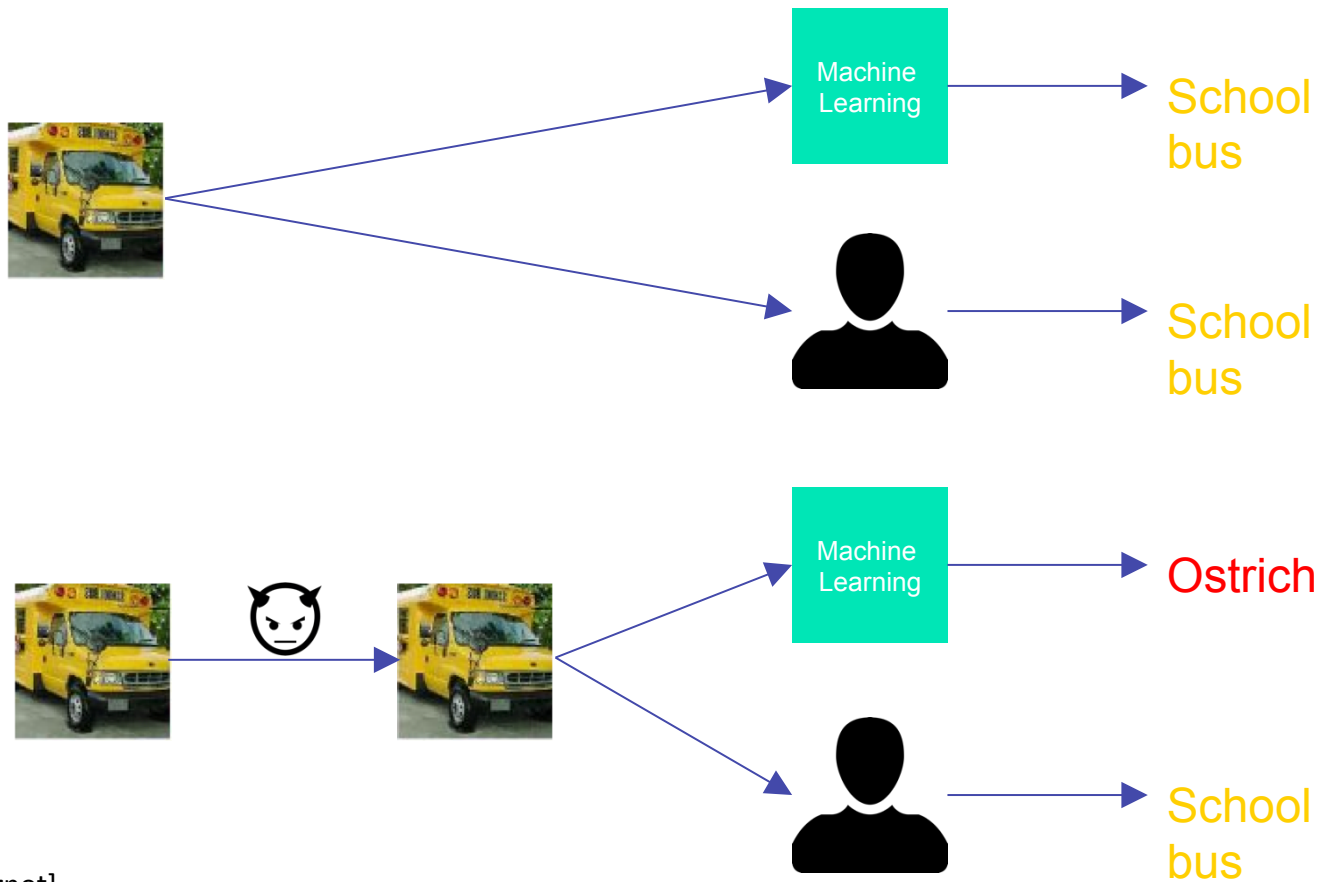 Machine
Learning
School
bus
School
bus
Machine
Learning
Ostrich
School
bus